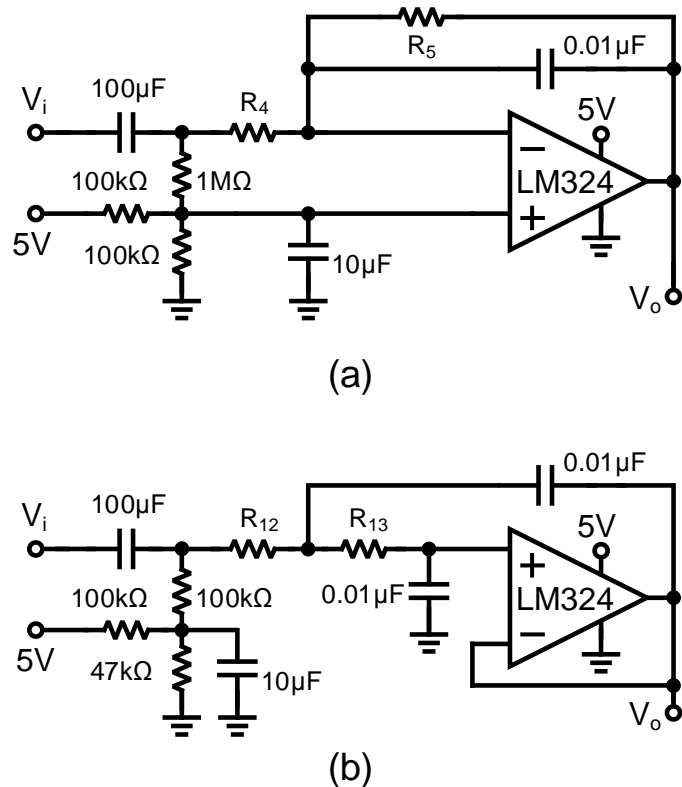 R₅
0.01µF
Vᵢ
100µF
R₄
5V
LM324
100kΩ
1MΩ
5V
100kΩ
10µF
Vₒ
(a)
0.01µF
Vᵢ
100µF
R₁₂
R₁₃
5V
LM324
100kΩ
100kΩ
0.01µF
5V
47kΩ
10µF
Vₒ
(b)